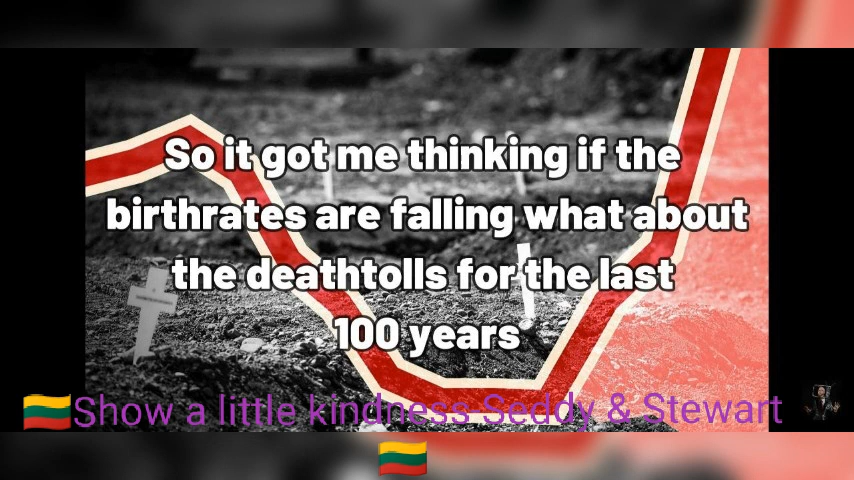 So it got me thinking if the
birthrates are falling what about
the deathtolls for the last
100 years
🇱🇹Show a little kindness Seddy & Stewart
🇱🇹